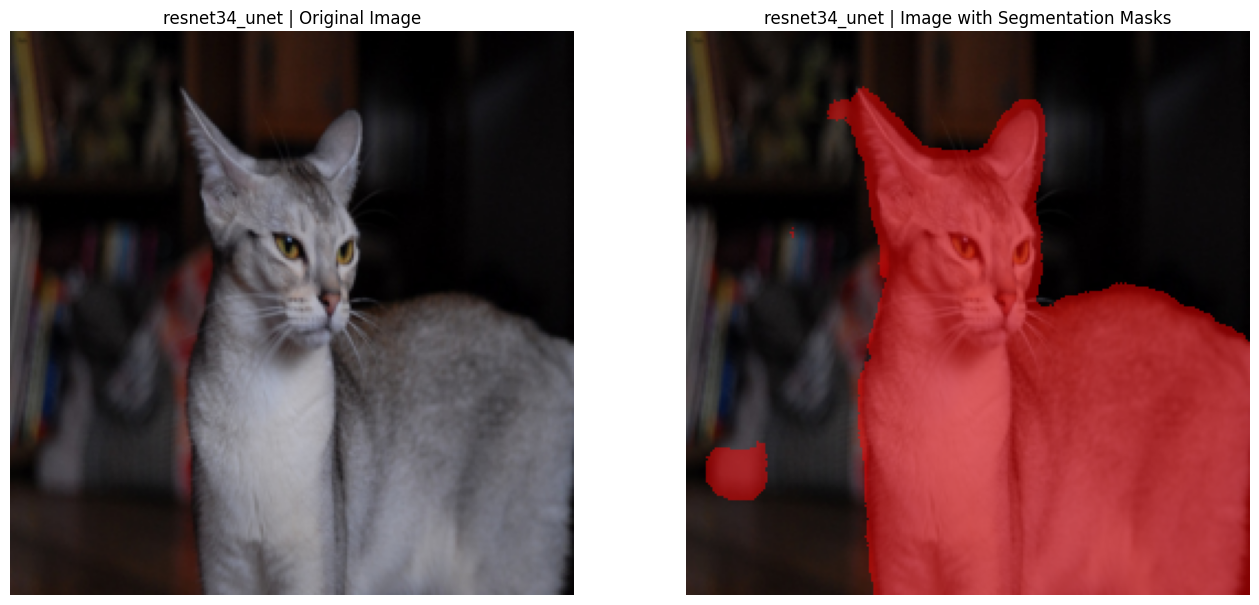 resnet34_unet | Original Image
resnet34_unet | Image with Segmentation Masks